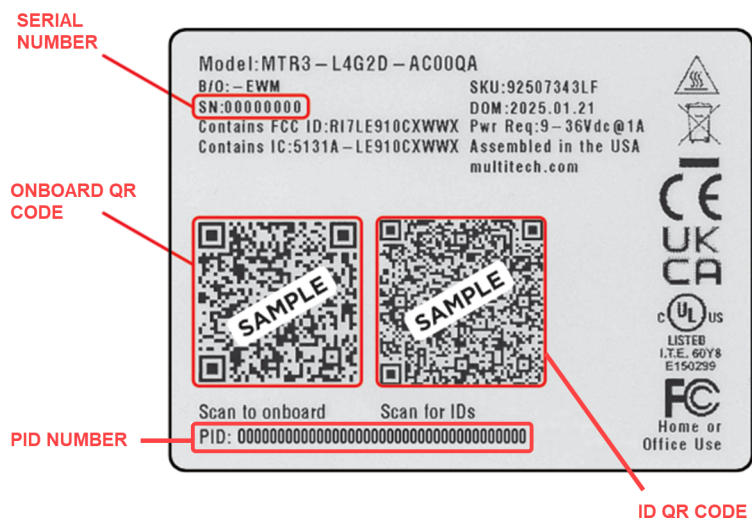 SERIAL
NUMBER
Model:MTR3-L4G2D-AC00QA
B/O:-EWM
SKU:92507343LF
SN:00000000
DOM:2025.01.21
Contains FCC ID:RI7LE910CXWWX
Pwr Req:9-36Vdc@1A
Contains IC:5131A-LE910CXWWX
Assembled in the USA
multitech.com
ONBOARD QR
CODE
SAMPLE
SAMPLE
CE
UK
CA
C UL US
LISTED
I.T.E. 60Y8
E150299
FC
Scan to onboard
Scan for IDs
Home or
Office Use
PID NUMBER
PID: 0000000000000000000000000000000000000
ID QR CODE